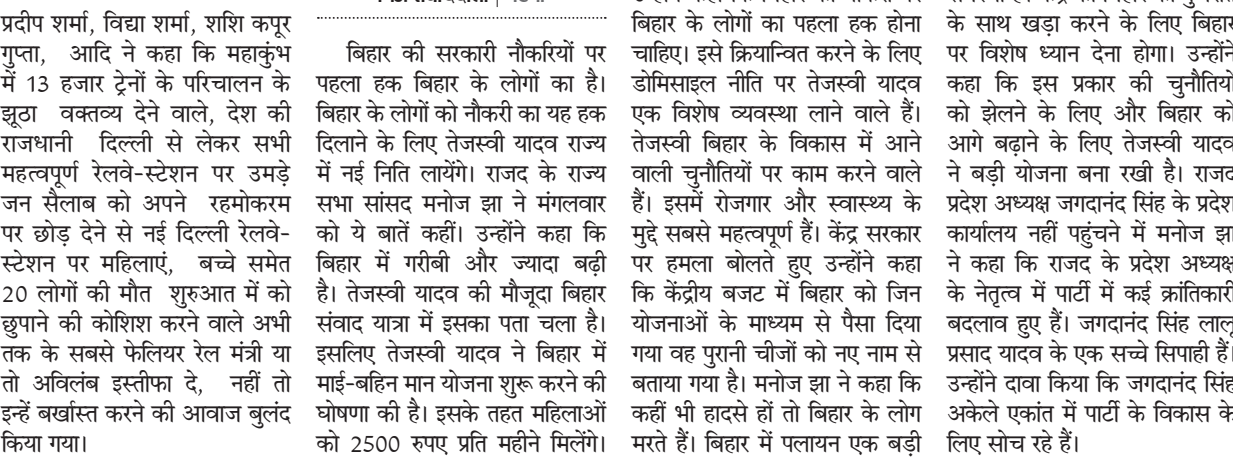 प्रदीप शर्मा, विद्या शर्मा, शशि कपूर
गुप्ता, आदि ने कहा कि महाकुंभ
में 13 हजार ट्रेनों के परिचालन के
झूठा वक्तव्य देने वाले, देश की
राजधानी दिल्ली से लेकर सभी
महत्वपूर्ण रेलवे-स्टेशन पर उमड़े
जन सैलाब को अपने रहमोकरम
पर छोड़ देने से नई दिल्ली रेलवे-
स्टेशन पर महिलाएं, बच्चे समेत
20 लोगों की मौत शुरुआत में को
छुपाने की कोशिश करने वाले अभी
तक के सबसे फेलियर रेल मंत्री या
तो अविलंब इस्तीफा दे, नहीं तो
इन्हें बर्खास्त करने की आवाज बुलंद
किया गया।
बिहार की सरकारी नौकरियों पर
पहला हक बिहार के लोगों का है।
बिहार के लोगों को नौकरी का यह हक
दिलाने के लिए तेजस्वी यादव राज्य
में नई निति लायेंगे। राजद के राज्य
सभा सांसद मनोज झा ने मंगलवार
को ये बातें कहीं। उन्होंने कहा कि
बिहार में गरीबी और ज्यादा बढ़ी
है। तेजस्वी यादव की मौजूदा बिहार
संवाद यात्रा में इसका पता चला है।
इसलिए तेजस्वी यादव ने बिहार में
माई-बहिन मान योजना शुरू करने की
घोषणा की है। इसके तहत महिलाओं
को 2500 रुपए प्रति महीने मिलेंगे।
बिहार के लोगों का पहला हक होना
चाहिए। इसे क्रियान्वित करने के लिए
डोमिसाइल नीति पर तेजस्वी यादव
एक विशेष व्यवस्था लाने वाले हैं।
तेजस्वी बिहार के विकास में आने
वाली चुनौतियों पर काम करने वाले
हैं। इसमें रोजगार और स्वास्थ्य के
मुद्दे सबसे महत्वपूर्ण हैं। केंद्र सरकार
पर हमला बोलते हुए उन्होंने कहा
कि केंद्रीय बजट में बिहार को जिन
योजनाओं के माध्यम से पैसा दिया
गया वह पुरानी चीजों को नए नाम से
बताया गया है। मनोज झा ने कहा कि
कहीं भी हादसे हों तो बिहार के लोग
मरते हैं। बिहार में पलायन एक बड़ी
के साथ खड़ा करने के लिए बिहार
पर विशेष ध्यान देना होगा। उन्होंने
कहा कि इस प्रकार की चुनौतियों
को झेलने के लिए और बिहार को
आगे बढ़ाने के लिए तेजस्वी यादव
ने बड़ी योजना बना रखी है। राजद
प्रदेश अध्यक्ष जगदानंद सिंह के प्रदेश
कार्यालय नहीं पहुंचने में मनोज झा
ने कहा कि राजद के प्रदेश अध्यक्ष
के नेतृत्व में पार्टी में कई क्रांतिकारी
बदलाव हुए हैं। जगदानंद सिंह लालू
प्रसाद यादव के एक सच्चे सिपाही हैं।
उन्होंने दावा किया कि जगदानंद सिंह
अकेले एकांत में पार्टी के विकास के
लिए सोच रहे हैं।